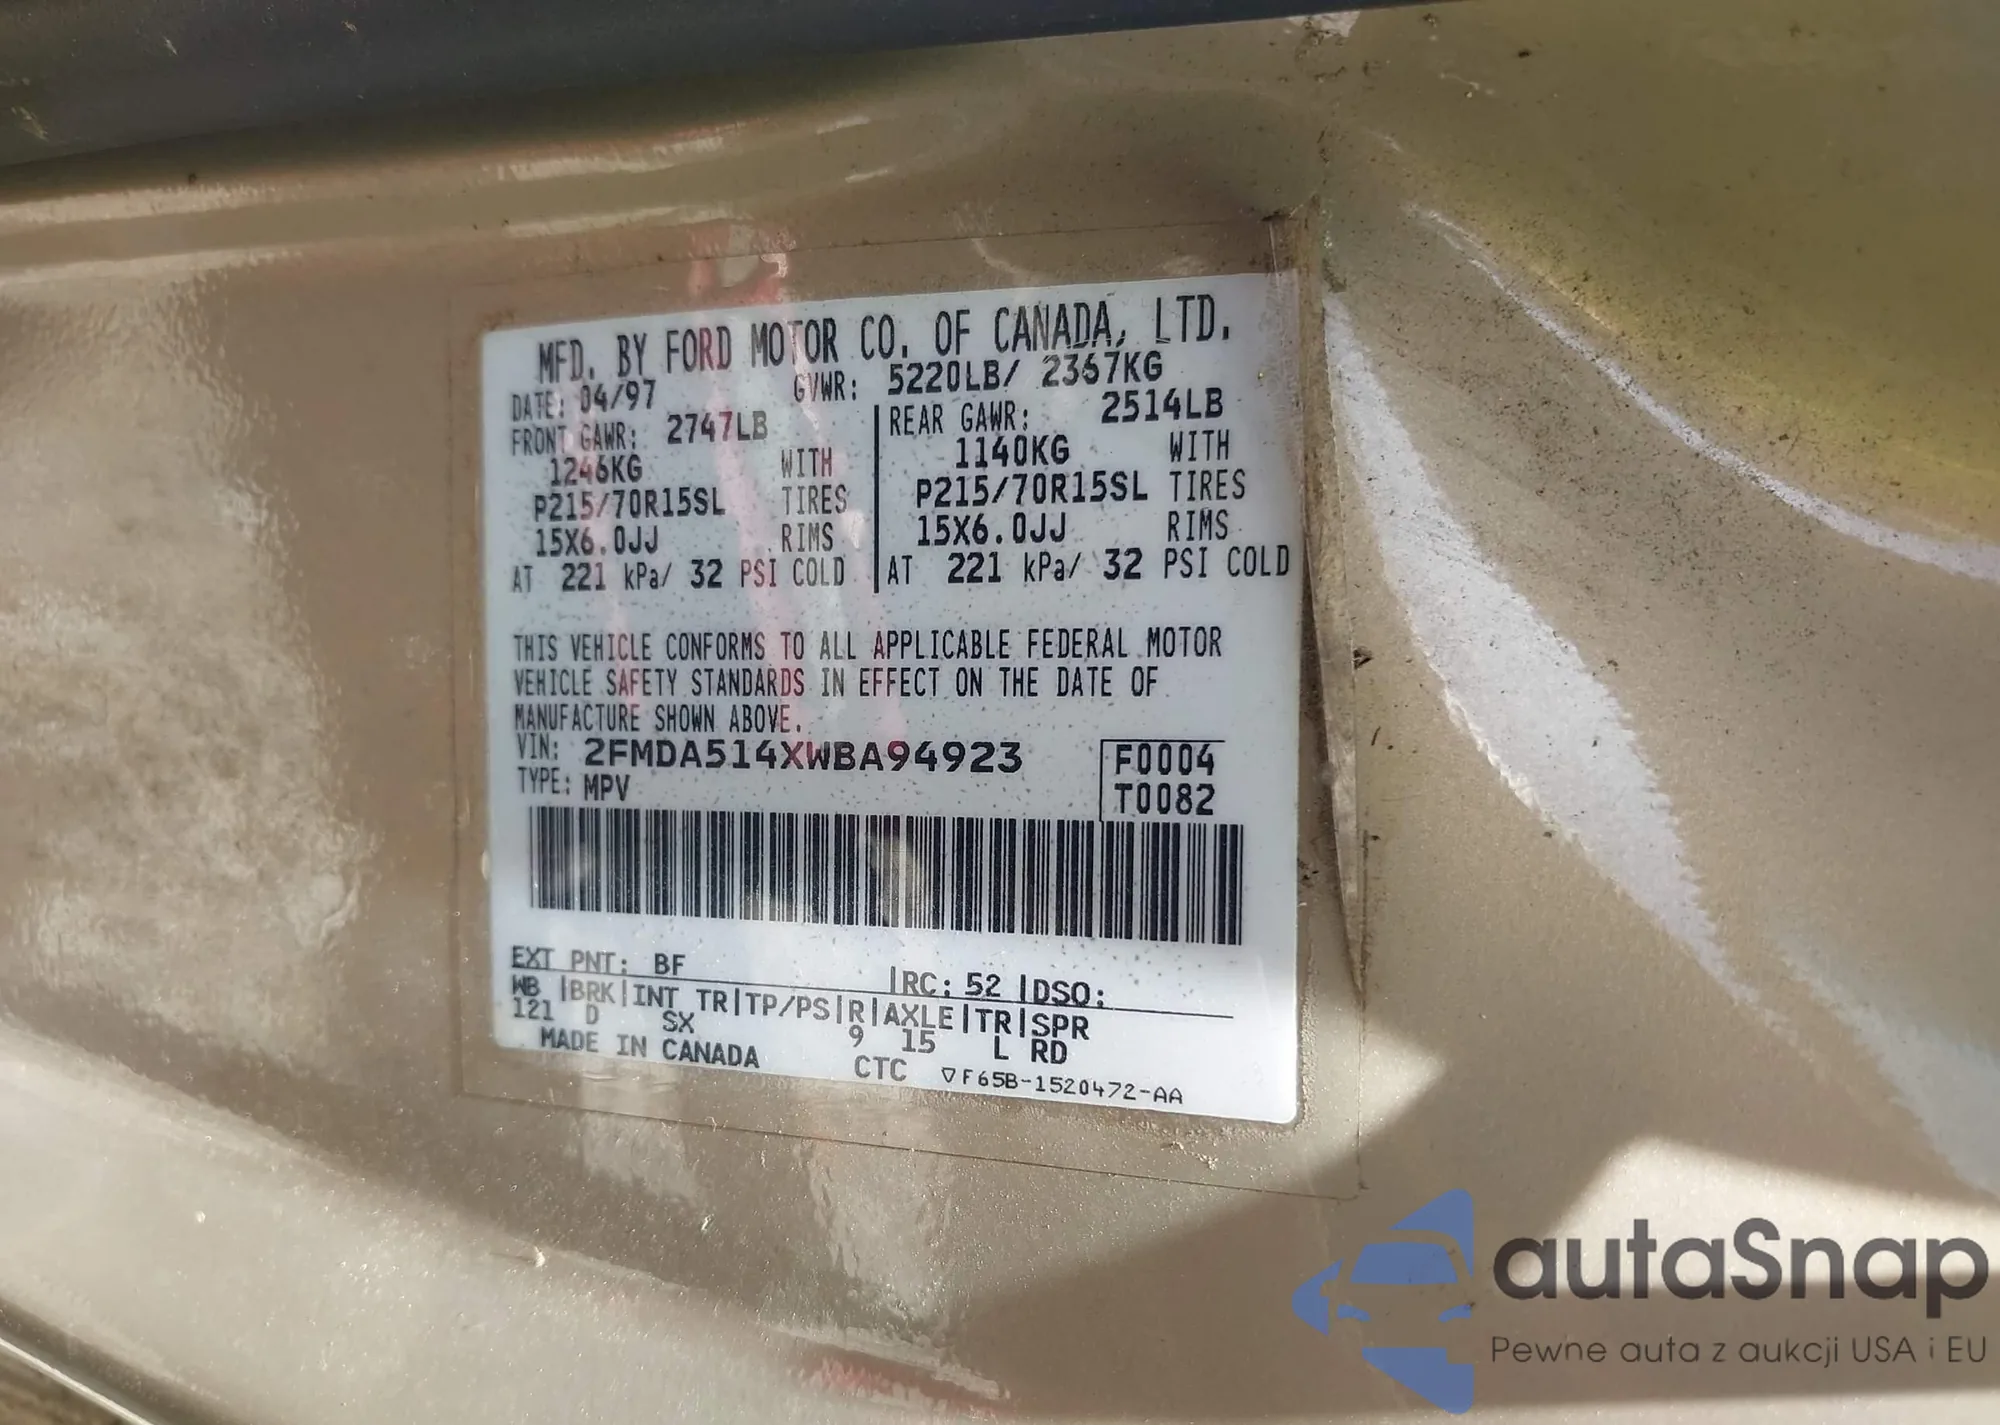 MFD. BY FORD MOTOR CO. OF CANADA, LTD.
DATE: 04/97 GVWR: 5220LB/ 2367KG
FRONT GAWR: 2747LB REAR GAWR: 2514LB
1246KG WITH 1140KG WITH
P215/70R15SL TIRES P215/70R15SL TIRES
15X6.0JJ RIMS 15X6.0JJ RIMS
AT 221 kPa/ 32 PSI COLD AT 221 kPa/ 32 PSI COLD
THIS VEHICLE CONFORMS TO ALL APPLICABLE FEDERAL MOTOR
VEHICLE SAFETY STANDARDS IN EFFECT ON THE DATE OF
MANUFACTURE SHOWN ABOVE.
VIN: 2FMDA514XWBA94923 F0004
TYPE: MPV T0082
EXT PNT: BF |RC: 52 |DSO:
WB |BRK|INT TR|TP/PS|R|AXLE|TR|SPR
121 D SX 9 15 L RD
MADE IN CANADA CTC ▽F65B-1520472-AA
autaSnap
Pewne auta z aukcji USA i EU